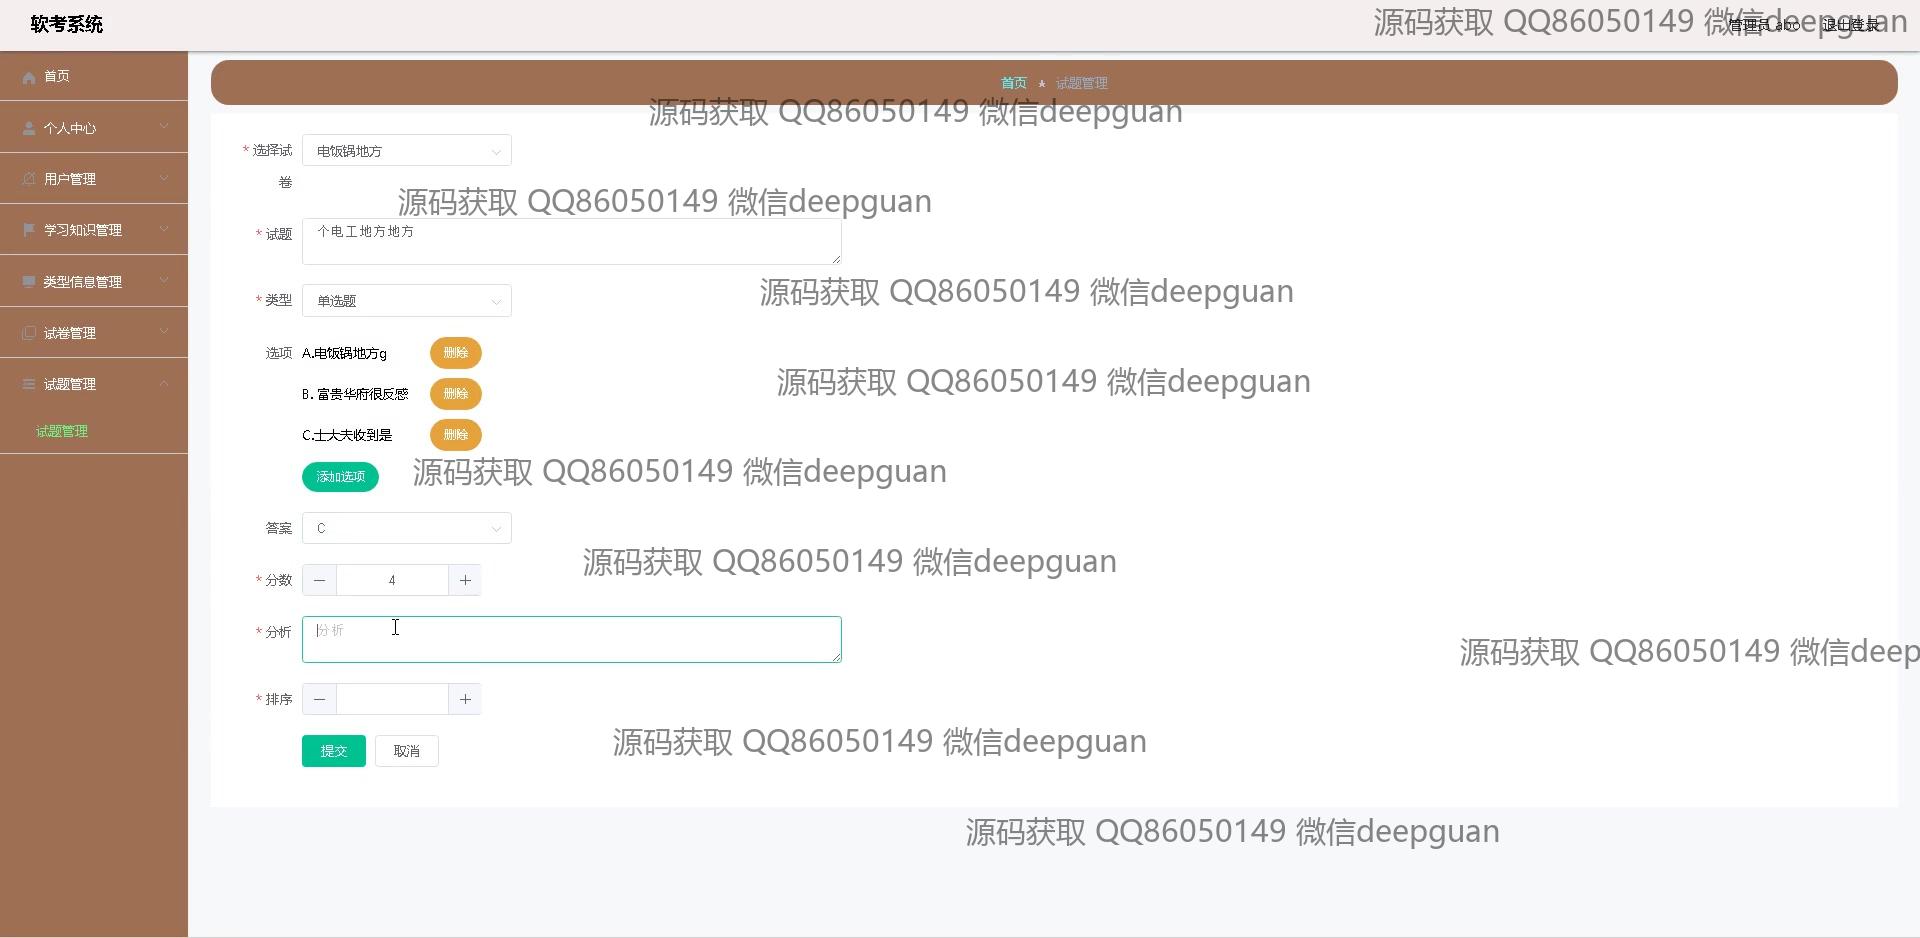 软考系统
源码获取 QQ86050149 微信deepguan
管理员 abo 退出登录
首页
个人中心
用户管理
学习知识管理
类型信息管理
试卷管理
试题管理
试题管理
首页 ★ 试题管理
源码获取 QQ86050149 微信deepguan
* 选择试卷 电饭锅地方
源码获取 QQ86050149 微信deepguan
* 试题 个电工地方地方
源码获取 QQ86050149 微信deepguan
* 类型 单选题
选项 A.电饭锅地方g 删除
源码获取 QQ86050149 微信deepguan
B. 富贵华府很反感 删除
C.士大夫收到是 删除
源码获取 QQ86050149 微信deepguan
添加选项
答案 C
源码获取 QQ86050149 微信deepguan
* 分数 — 4 +
* 分析 分析
源码获取 QQ86050149 微信deep
* 排序 — +
源码获取 QQ86050149 微信deepguan
提交 取消
源码获取 QQ86050149 微信deepguan